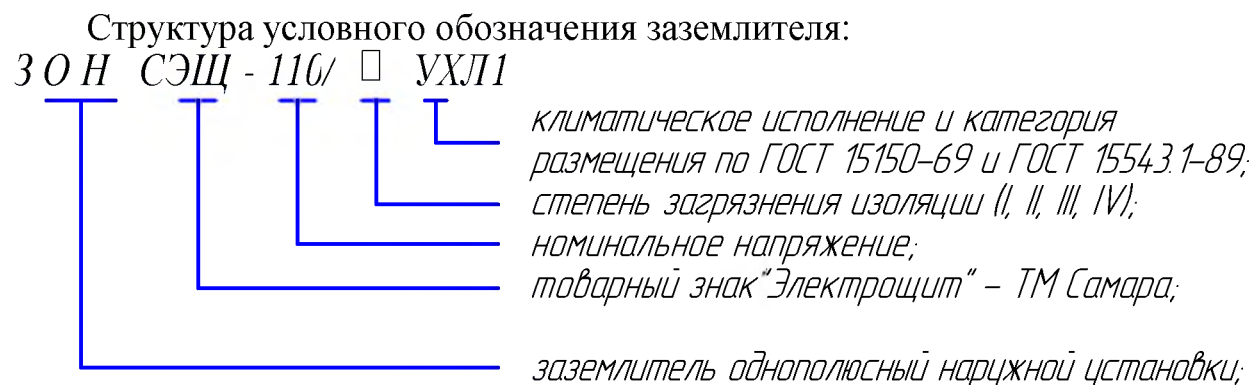 Структура условного обозначения заземлителя:
З О Н СЭЩ - 110/ □ УХЛ1
климатическое исполнение и категория
размещения по ГОСТ 15150–69 и ГОСТ 15543.1–89;
степень загрязнения изоляции (I, II, III, IV);
номинальное напряжение;
товарный знак "Электрощит" – ТМ Самара;
заземлитель однополюсный наружной установки;